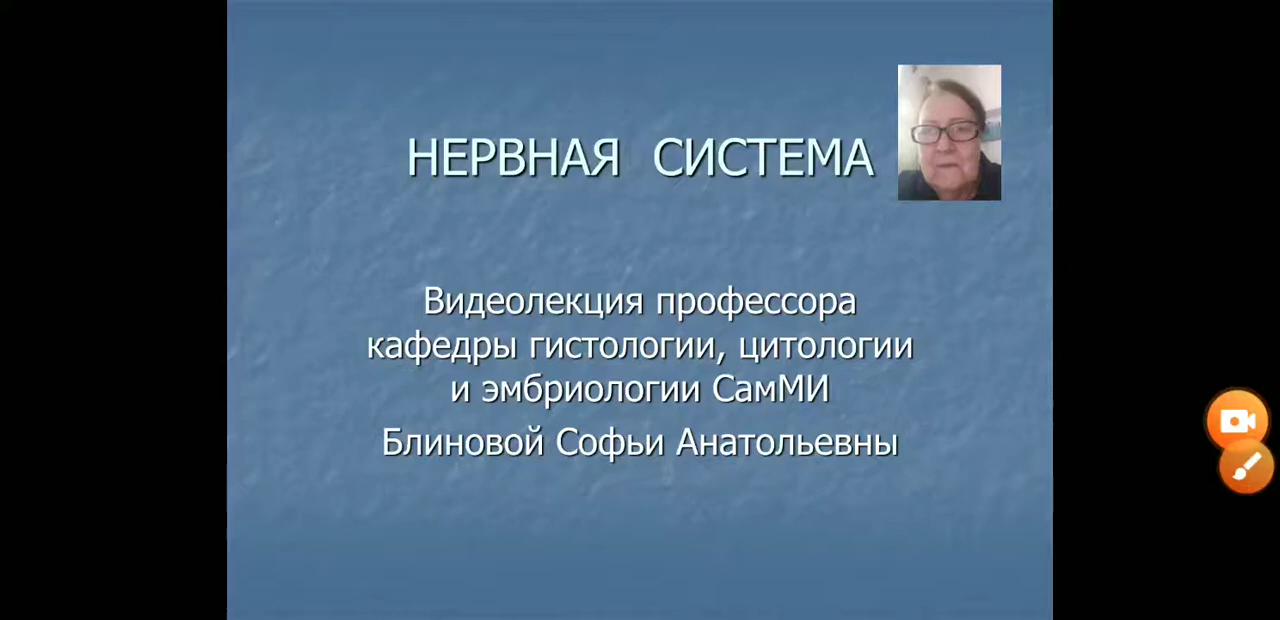 НЕРВНАЯ СИСТЕМА
Видеолекция профессора
кафедры гистологии, цитологии
и эмбриологии СамМИ
Блиновой Софьи Анатольевны